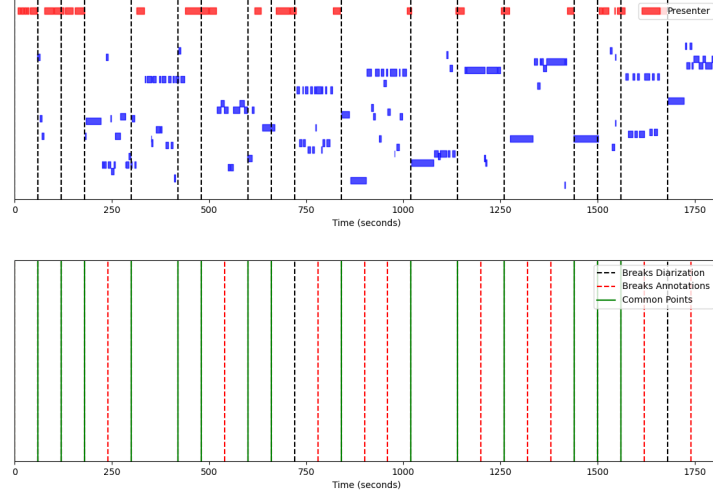 Presenter
0 250 500 750 1000 1250 1500 1750
Time (seconds)
Breaks Diarization
Breaks Annotations
Common Points
0 250 500 750 1000 1250 1500 1750
Time (seconds)